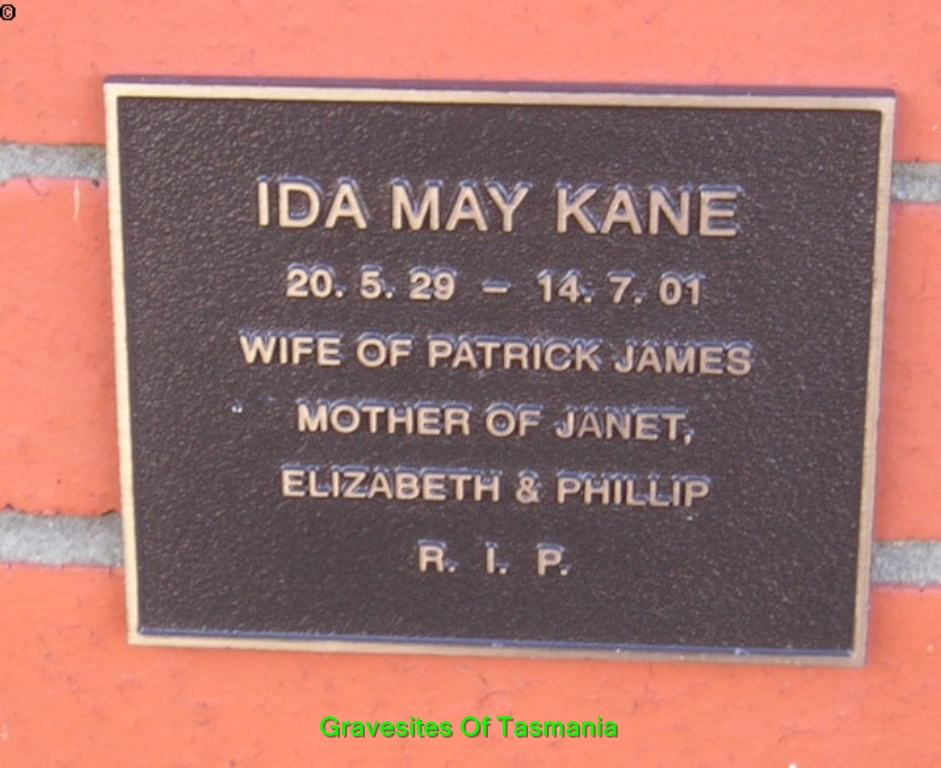 ©
IDA MAY KANE
20. 5. 29 – 14. 7. 01
WIFE OF PATRICK JAMES
MOTHER OF JANET,
ELIZABETH & PHILLIP
R. I. P.
Gravesites Of Tasmania